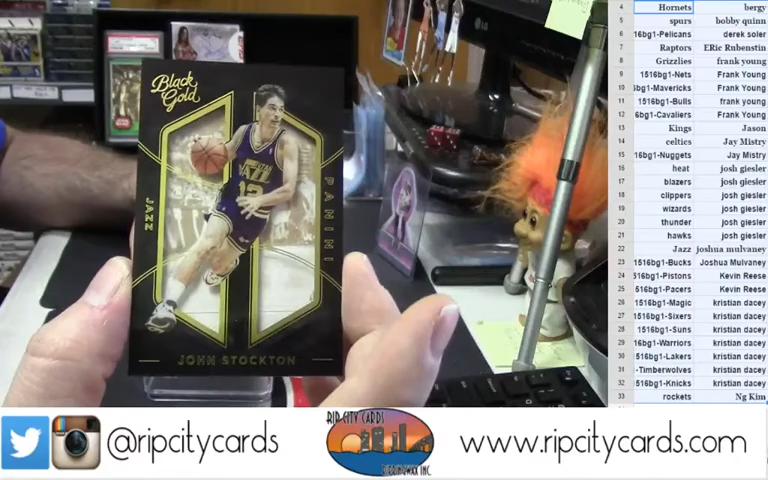 Black
Gold
JAZZ
PANINI
JAZZ
12
JOHN STOCKTON
LG
4 Hornets bergy
5 spurs bobby quinn
6 16bg1-Pelicans derek soler
7 Raptors ERic Rubenstin
8 Grizzlies frank young
9 1516bg1-Nets Frank Young
10 bg1-Mavericks Frank Young
11 1516bg1-Bulls frank young
12 6bg1-Cavaliers Frank Young
13 Kings Jason
14 celtics Jay Mistry
15 16bg1-Nuggets Jay Mistry
16 heat josh giesler
17 blazers josh giesler
18 clippers josh giesler
19 wizards josh giesler
20 thunder josh giesler
21 hawks josh giesler
22 Jazz joshua mulvaney
23 516bg1-Bucks Joshua Mulvaney
24 516bg1-Pistons Kevin Reese
25 516bg1-Pacers Kevin Reese
26 516bg1-Magic kristian dacey
27 516bg1-Sixers kristian dacey
28 1516bg1-Suns kristian dacey
29 16bg1-Warriors kristian dacey
30 516bg1-Lakers kristian dacey
31 -Timberwolves kristian dacey
32 516bg1-Knicks kristian dacey
33 rockets Ng Kim
@ripcitycards
RIP CITY CARDS
RIPPINGWAX INC.
www.ripcitycards.com